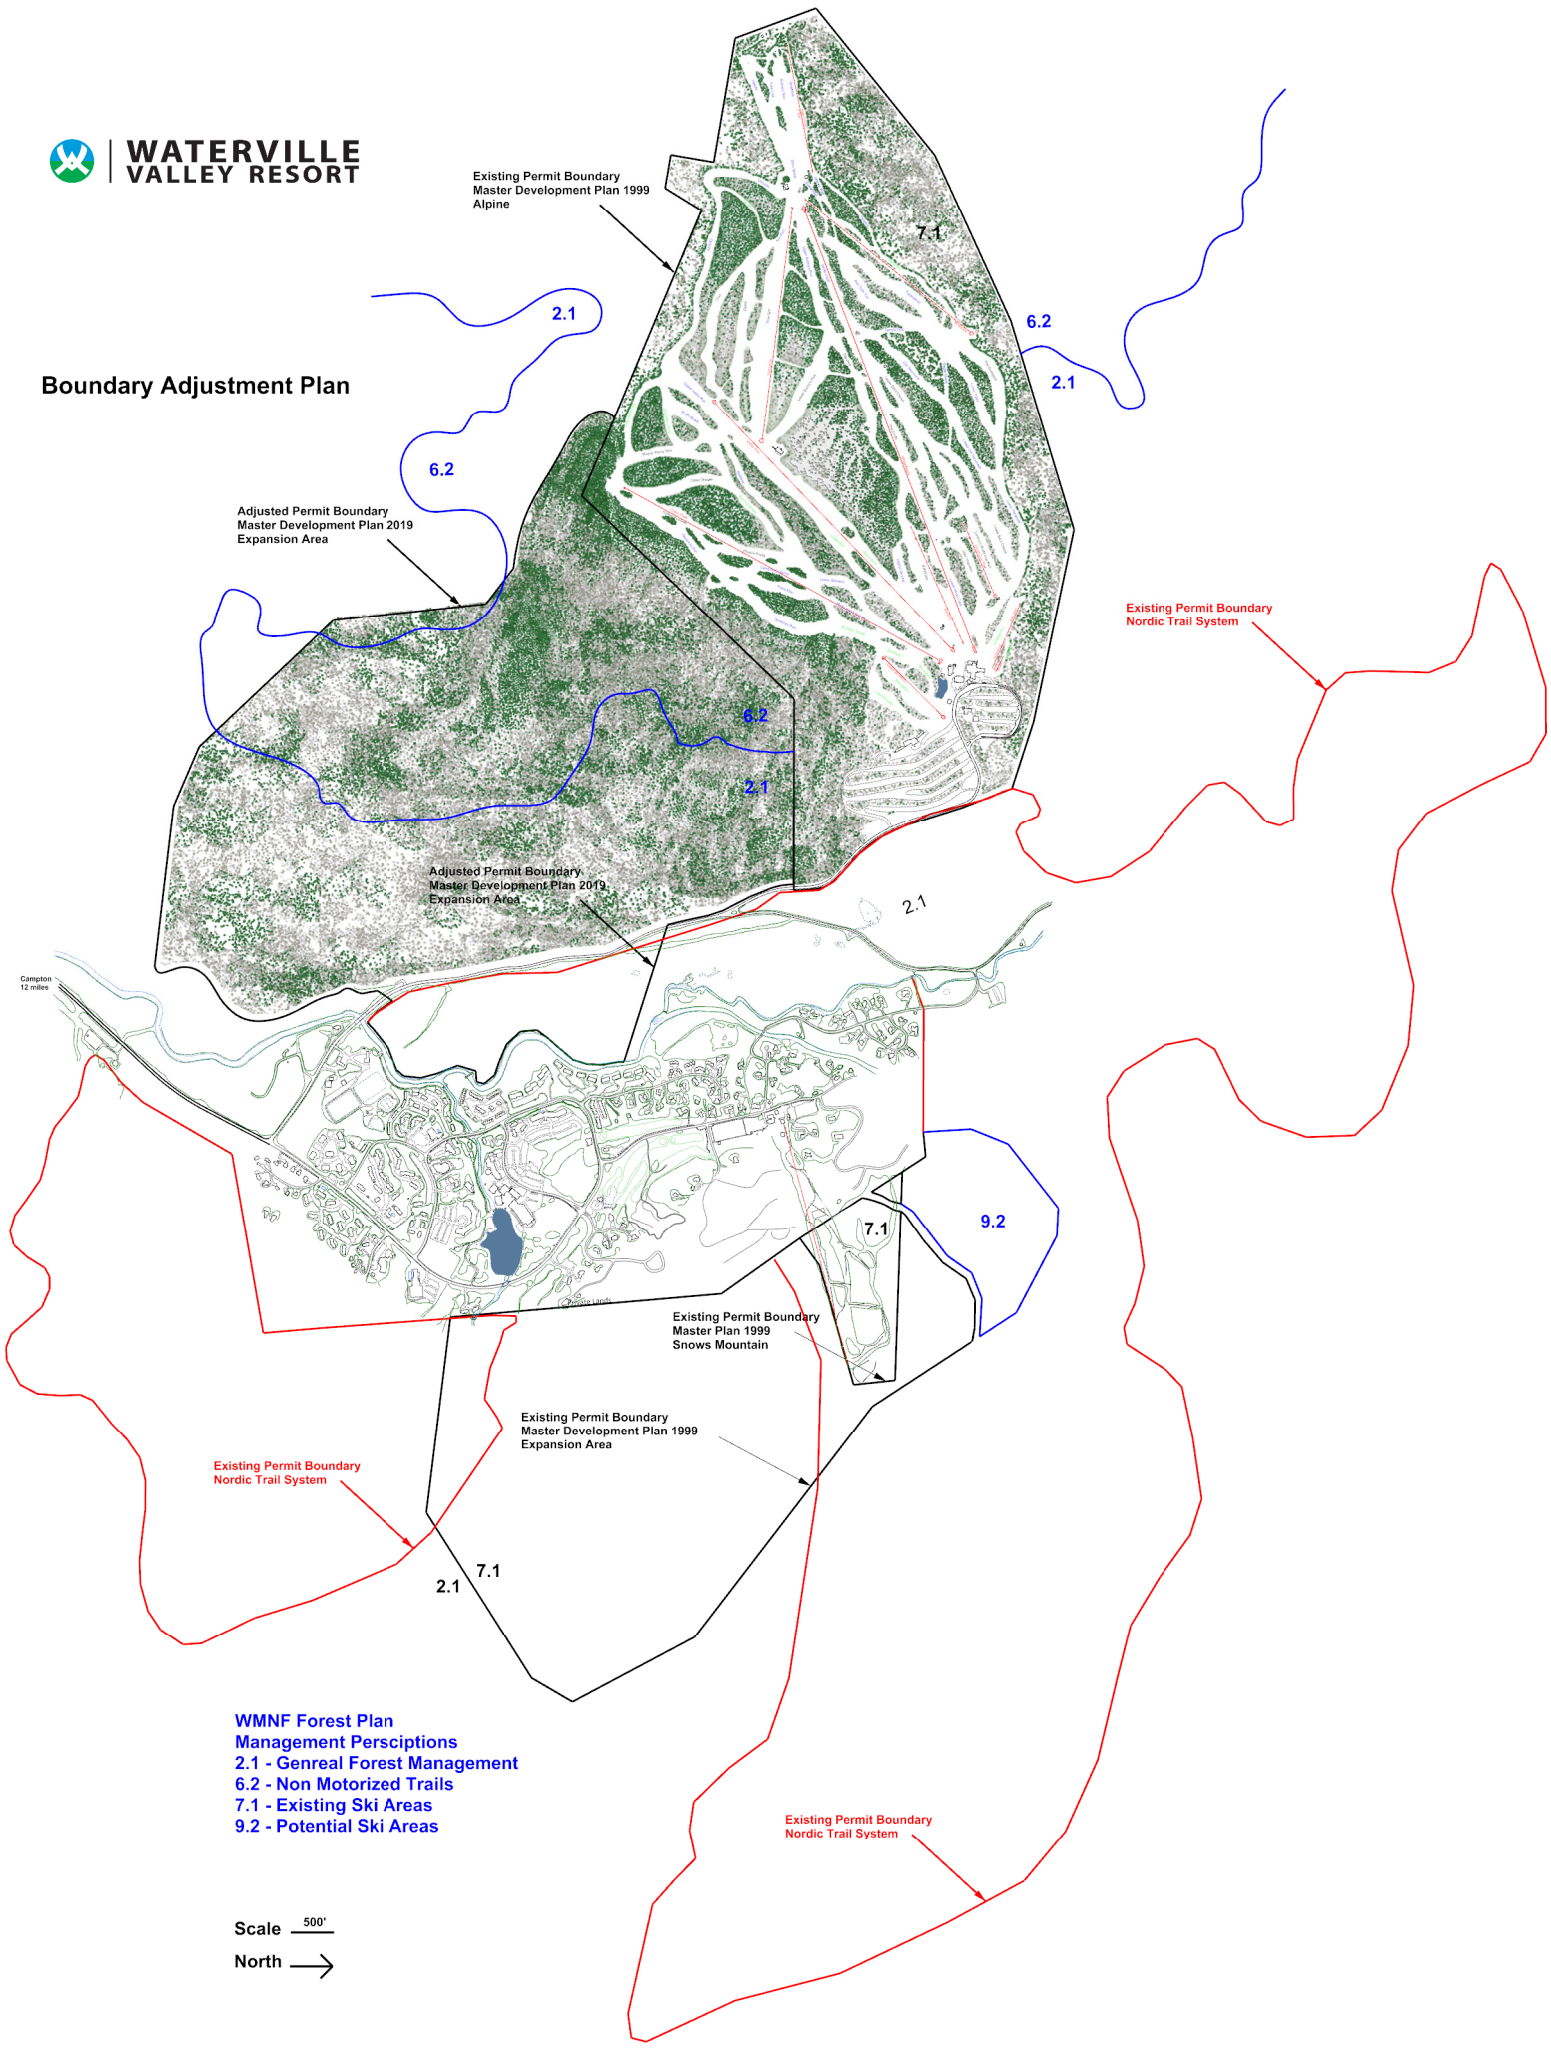 WATERVILLE
VALLEY RESORT
Existing Permit Boundary
Master Development Plan 1999
Alpine
7.1
2.1
6.2
2.1
Boundary Adjustment Plan
6.2
Adjusted Permit Boundary
Master Development Plan 2019
Expansion Area
Existing Permit Boundary
Nordic Trail System
6.2
2.1
Adjusted Permit Boundary
Master Development Plan 2019
Expansion Area
2.1
Campton
12 miles
7.1
9.2
Private Lands
Existing Permit Boundary
Master Plan 1999
Snows Mountain
Existing Permit Boundary
Master Development Plan 1999
Expansion Area
Existing Permit Boundary
Nordic Trail System
7.1
2.1
WMNF Forest Plan
Management Persciptions
2.1 - Genreal Forest Management
6.2 - Non Motorized Trails
7.1 - Existing Ski Areas
9.2 - Potential Ski Areas
Existing Permit Boundary
Nordic Trail System
Scale 500'
North